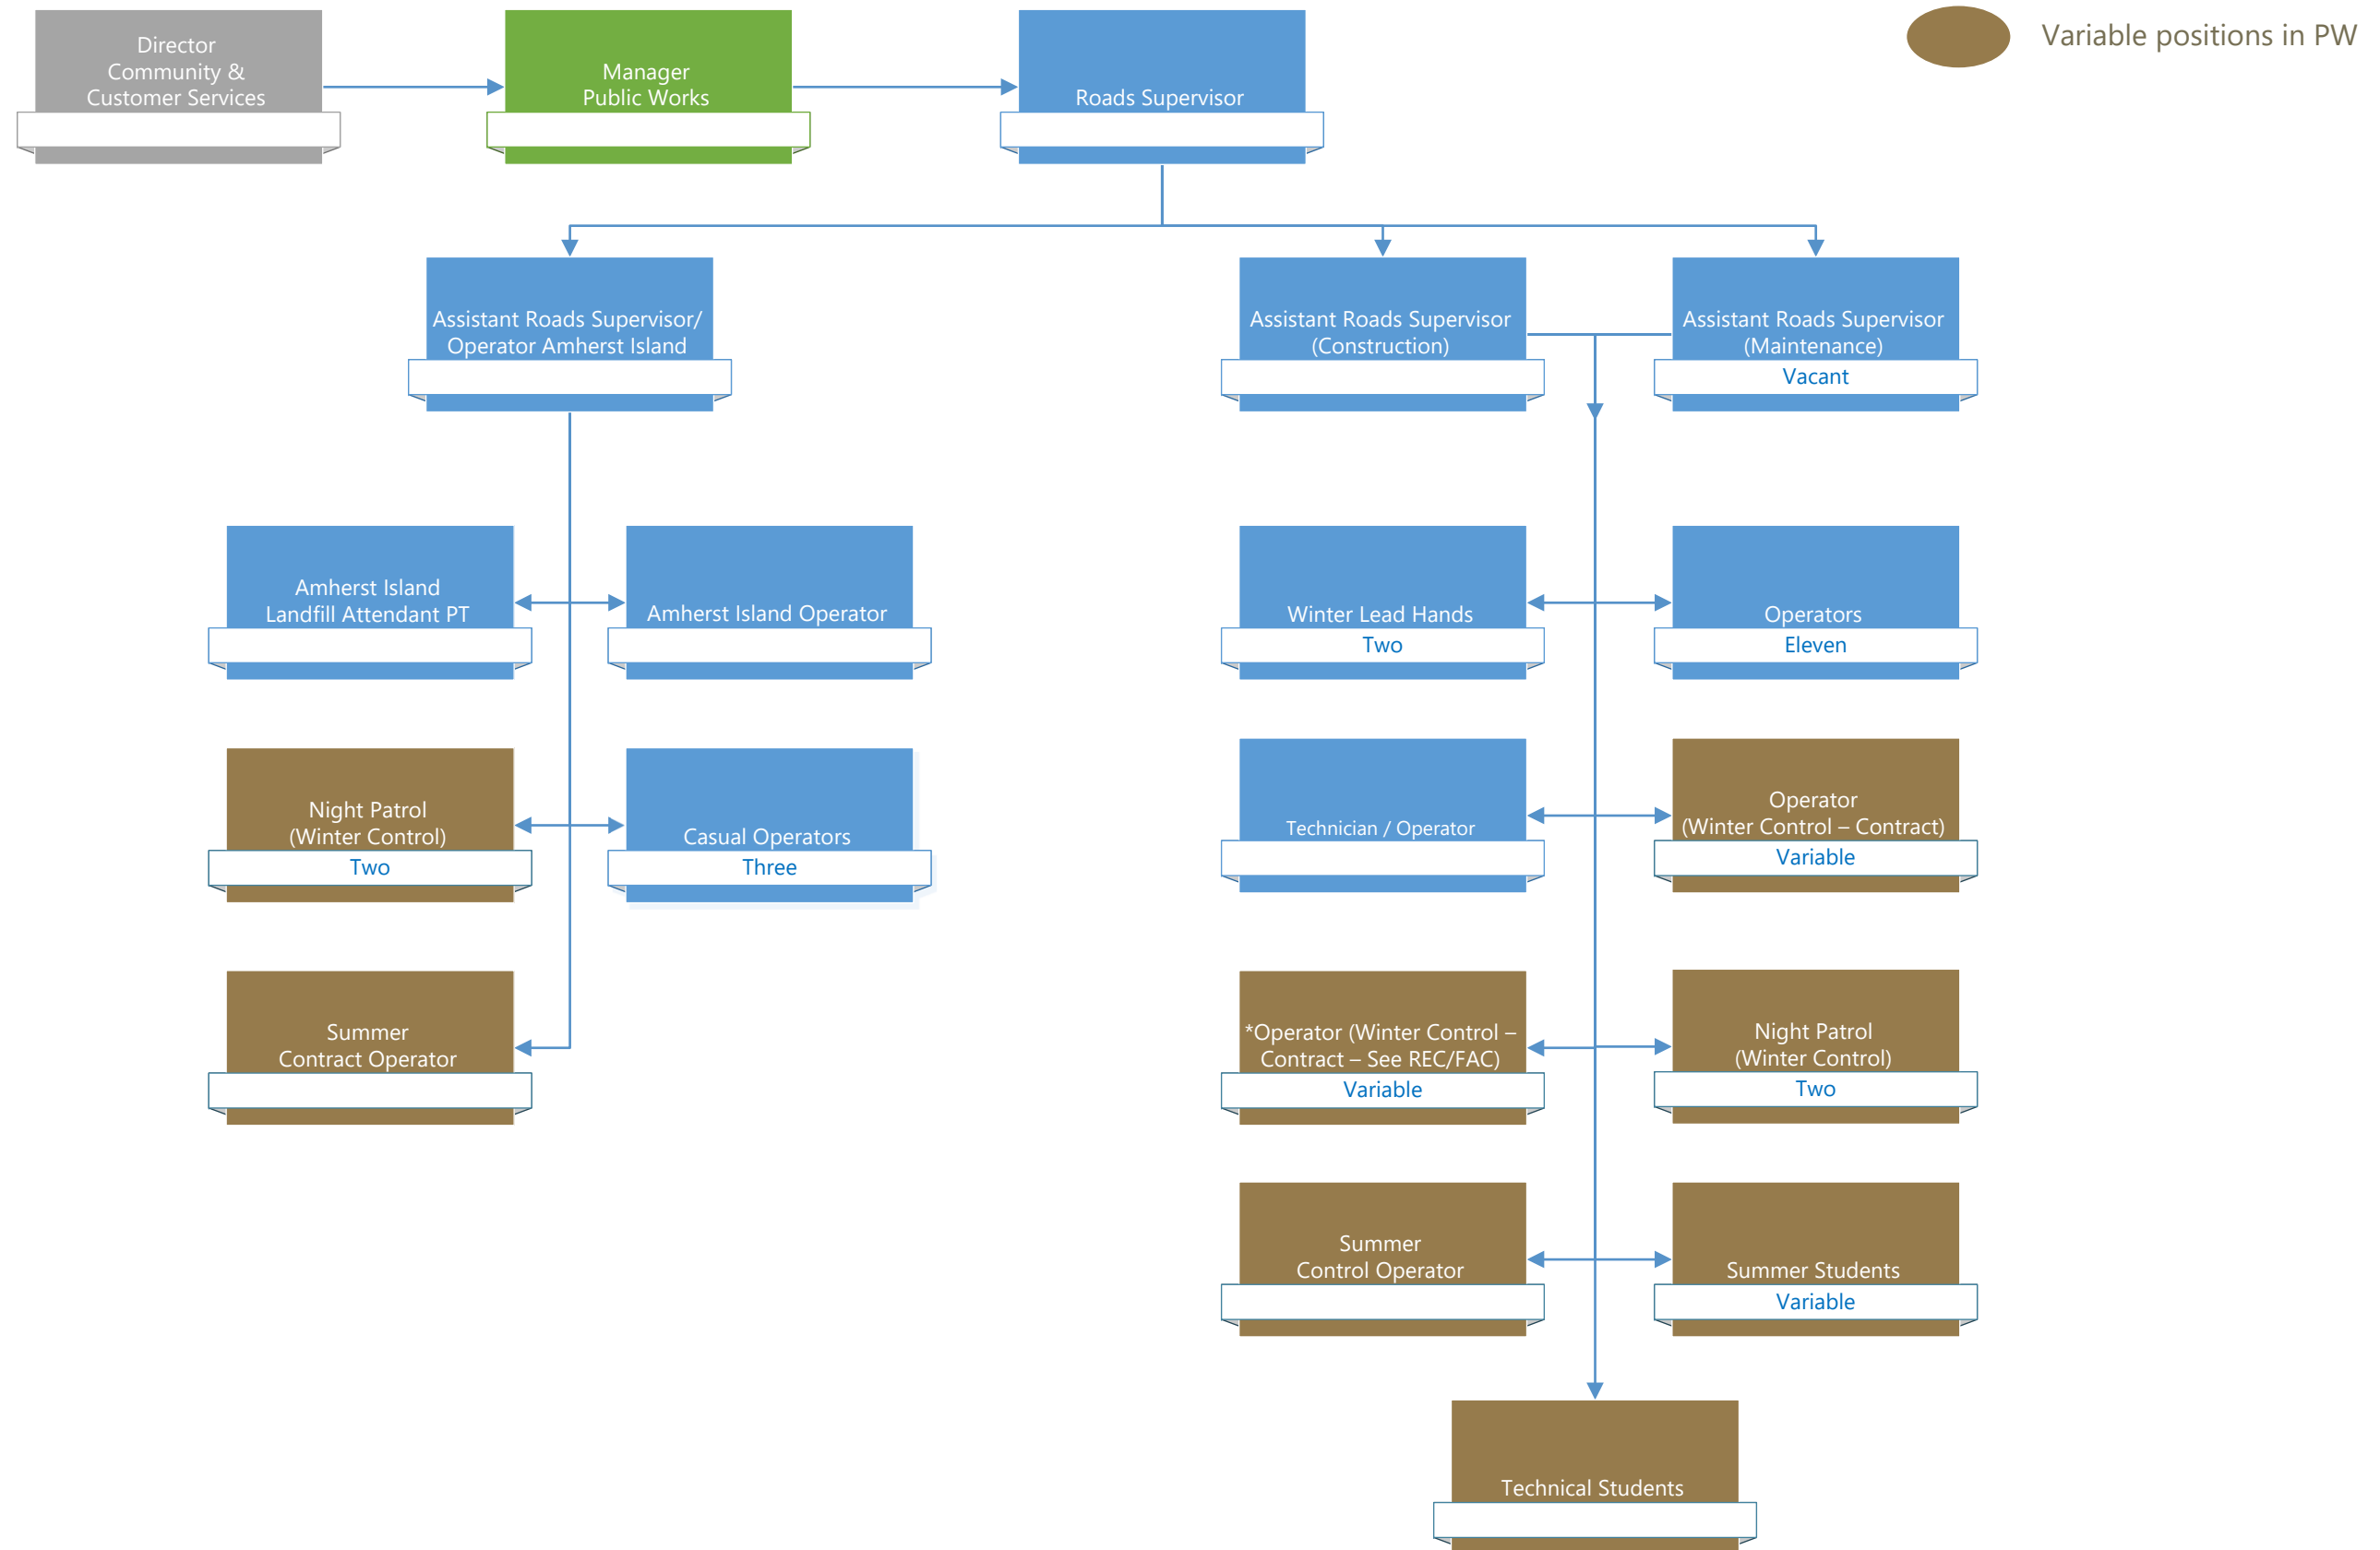 Director
Community &
Customer Services
Manager
Public Works
Roads Supervisor
Variable positions in PW
Assistant Roads Supervisor/
Operator Amherst Island
Assistant Roads Supervisor
(Construction)
Assistant Roads Supervisor
(Maintenance)
Vacant
Amherst Island
Landfill Attendant PT
Amherst Island Operator
Winter Lead Hands
Two
Operators
Eleven
Night Patrol
(Winter Control)
Two
Casual Operators
Three
Technician / Operator
Operator
(Winter Control – Contract)
Variable
Summer
Contract Operator
*Operator (Winter Control –
Contract – See REC/FAC)
Variable
Night Patrol
(Winter Control)
Two
Summer
Control Operator
Summer Students
Variable
Technical Students